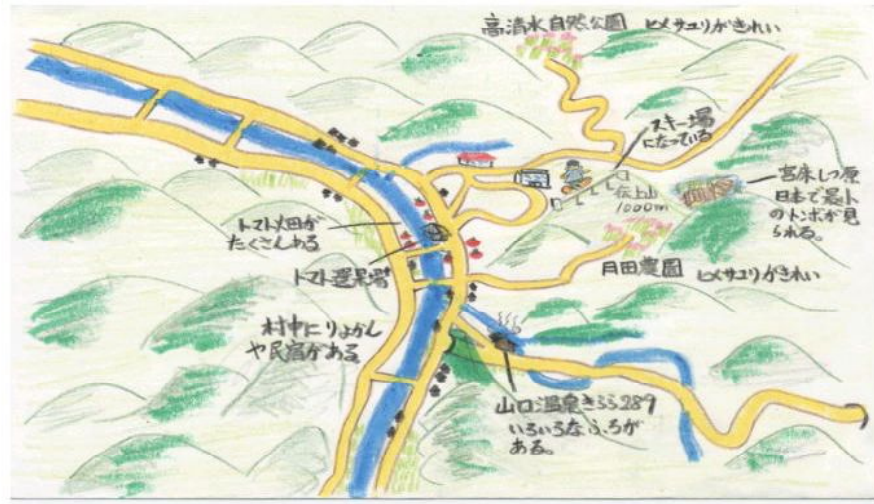 高清水自然公園 ヒメサユリがきれい
スキー場
になっている
宮床しつ原
日本で最小
のトンボが見
られる。
伝上山
1000m
トマト畑が
たくさんある
トマト選果場
月田農園 ヒメサユリがきれい
村中にりょかん
や民宿がある
山口温泉きらら289
いろいろなふろが
ある。